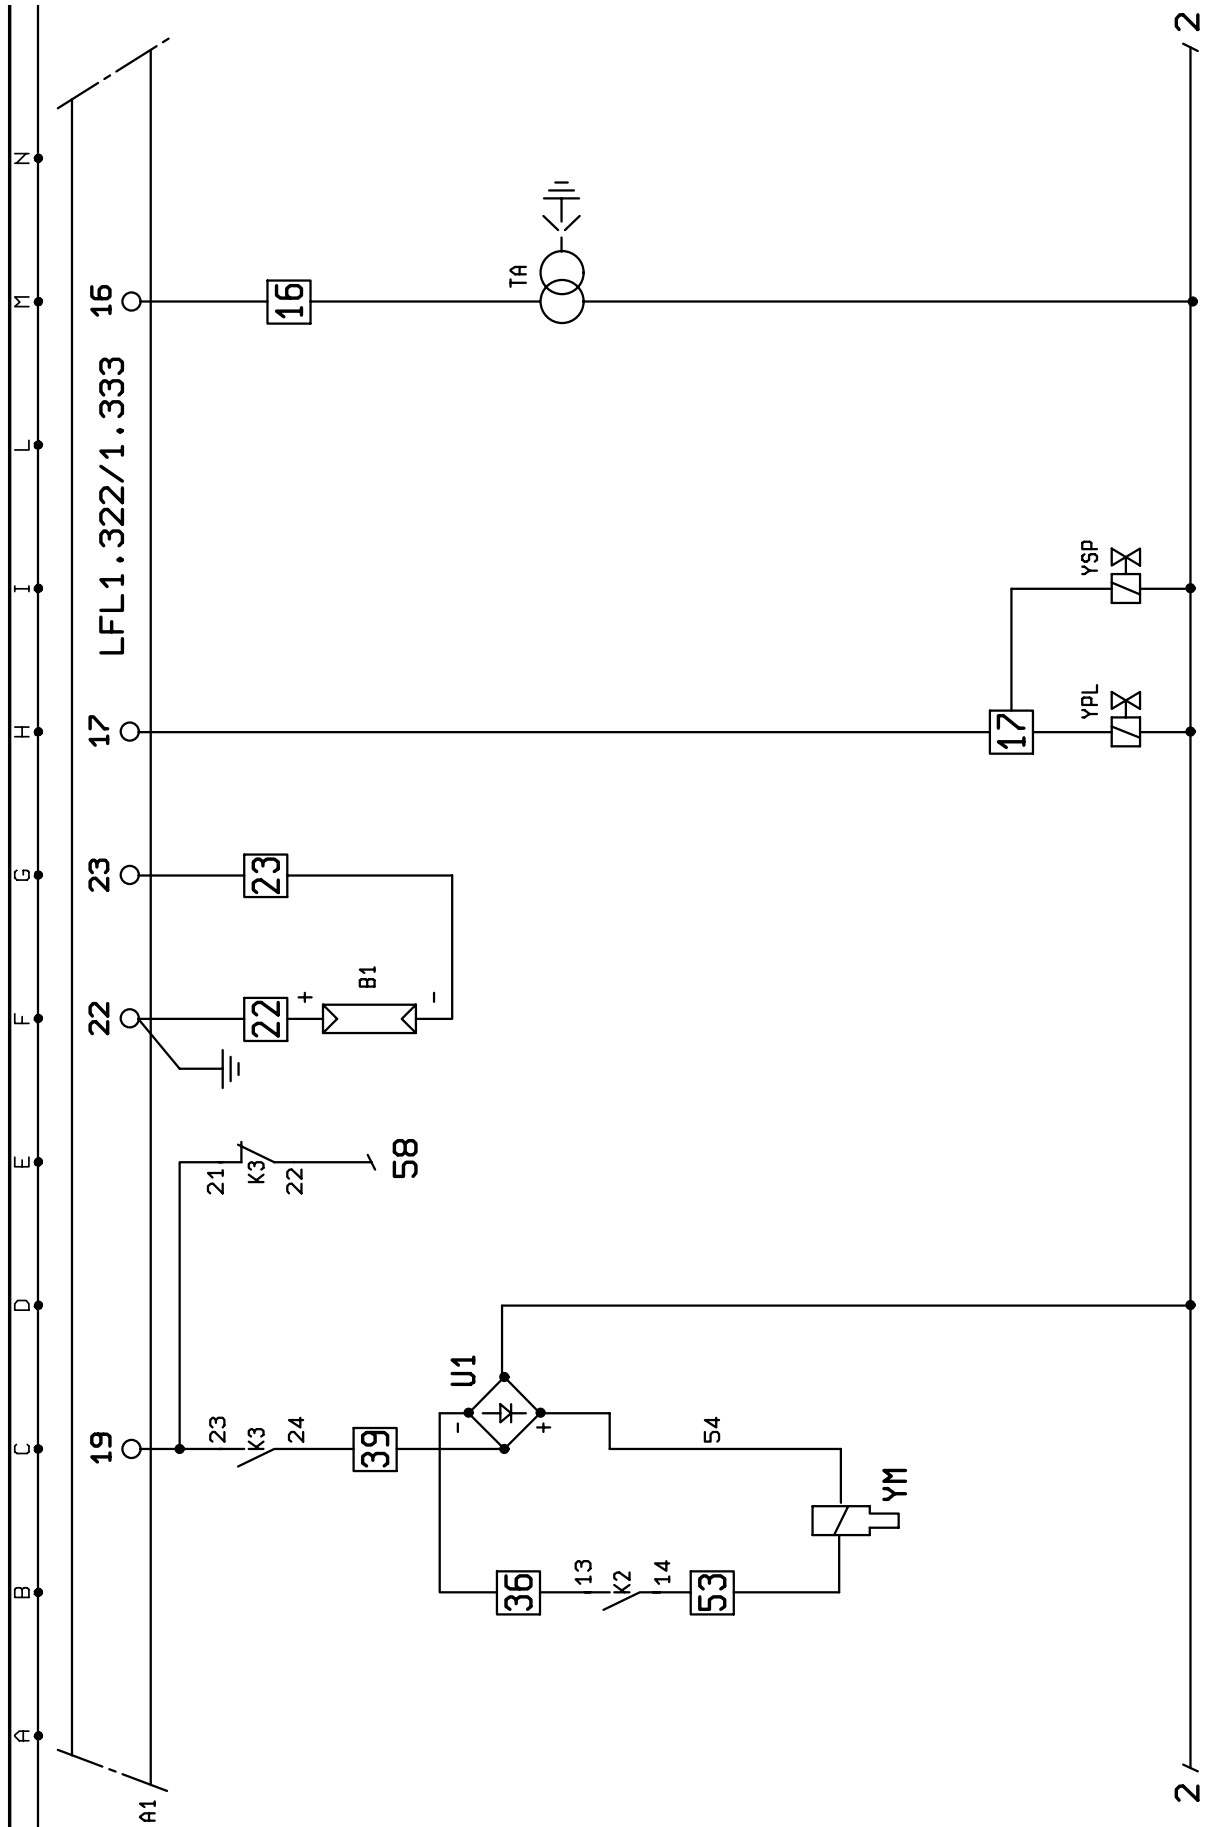 A B C D E F G H I L M N
A1
LFL1.322/1.333
19 22 23 17 16
23
K3
24
21
K3
22
58
39
22
+
B1
-
23
16
TA
U1
-
+
36
13
K2
14
53
54
YM
17
YPL
YSP
2
2